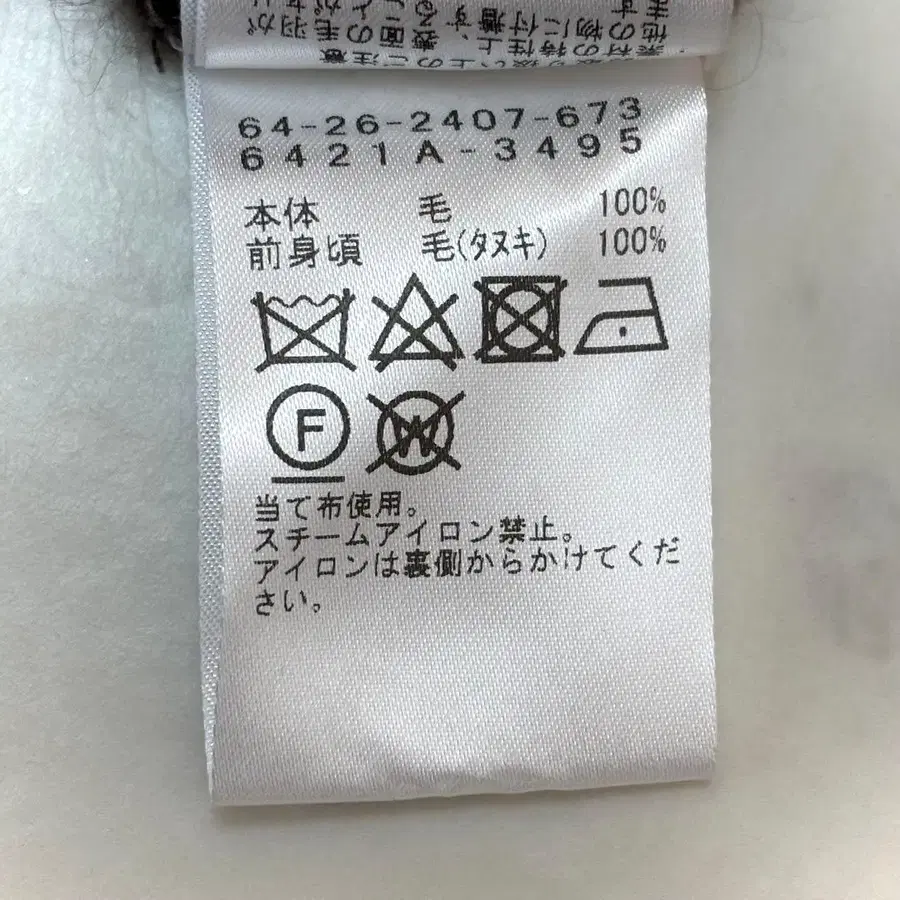 64-26-2407-673
6421A-3495
本体 毛 100%
前身頃 毛(タヌキ) 100%
F
W
当て布使用。
スチームアイロン禁止。
アイロンは裏側からかけてくだ
さい。